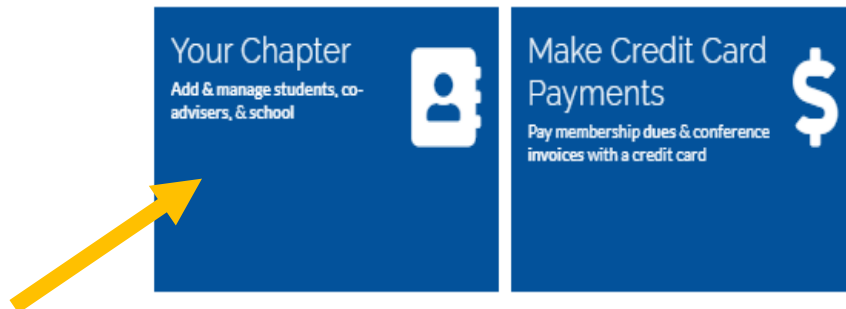 Your Chapter
Add & manage students, co-
advisers, & school
Make Credit Card
Payments
Pay membership dues & conference
invoices with a credit card
$